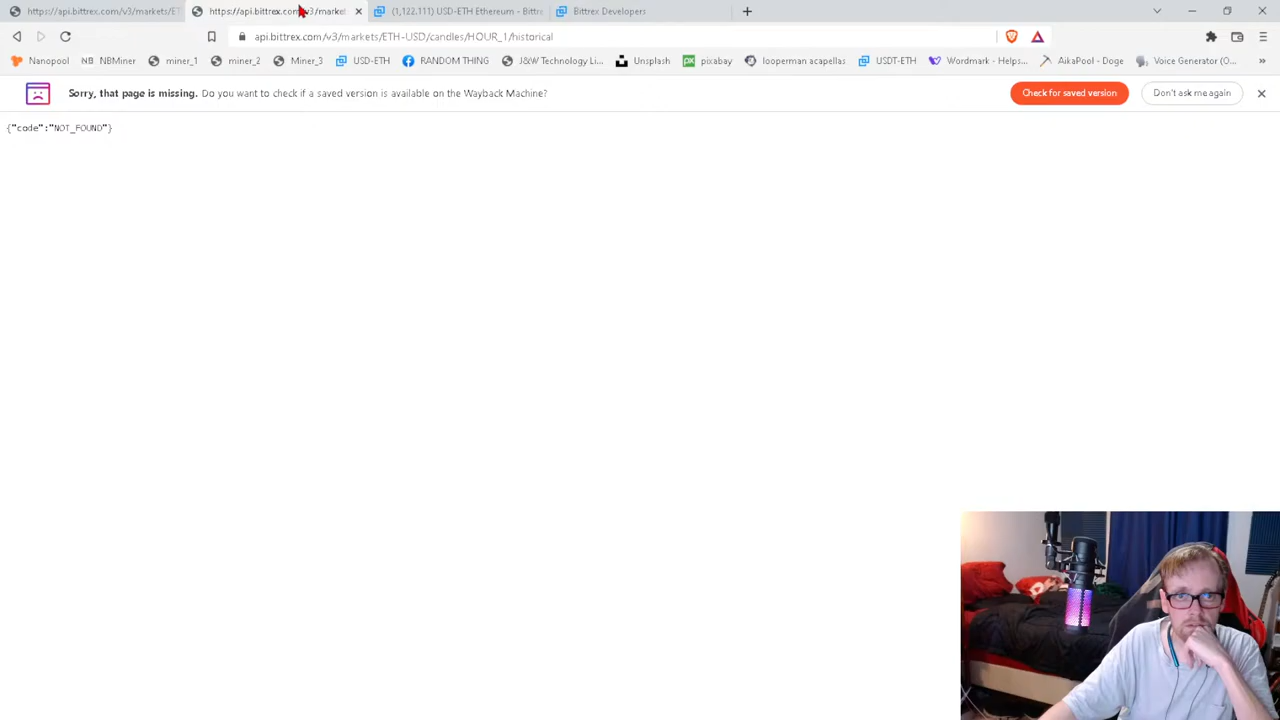 https://api.bittrex.com/v3/markets/ET
https://api.bittrex.com/v3/market
(1,122.111) USD-ETH Ethereum - Bittre
Bittrex Developers
api.bittrex.com/v3/markets/ETH-USD/candles/HOUR_1/historical
Nanopool
NB NBMiner
miner_1
miner_2
Miner_3
USD-ETH
RANDOM THING
J&W Technology Li...
Unsplash
px pixabay
looperman acapellas
USDT-ETH
Wordmark - Helps...
AikaPool - Doge
Voice Generator (O...
Sorry, that page is missing. Do you want to check if a saved version is available on the Wayback Machine?
Check for saved version
Don't ask me again
{"code":"NOT_FOUND"}